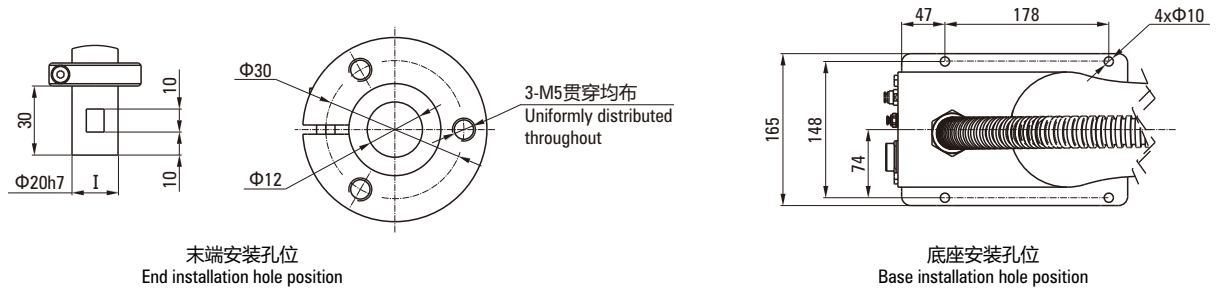 10
30
10
Φ20h7
I
Φ30
Φ12
3-M5贯穿均布
Uniformly distributed
throughout
末端安装孔位
End installation hole position
47
178
4xΦ10
165
148
74
底座安装孔位
Base installation hole position